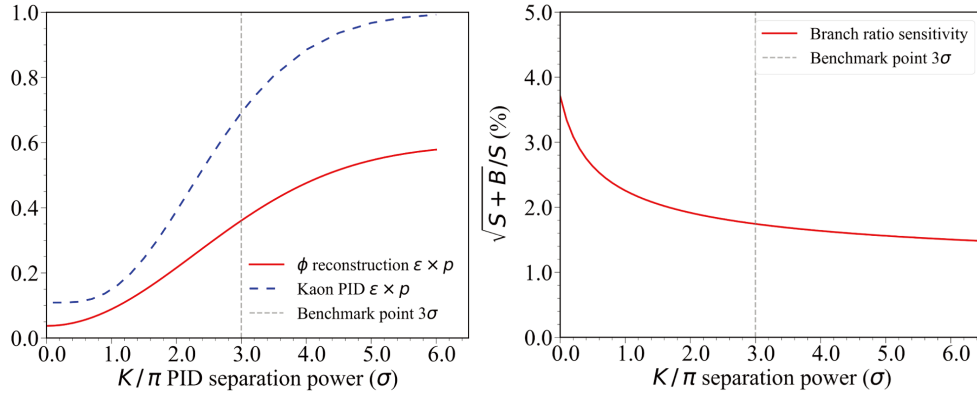 1.0
0.8
0.6
0.4
0.2
0.0
ϕ reconstruction ε × p
Kaon PID ε × p
Benchmark point 3σ
0.0 1.0 2.0 3.0 4.0 5.0 6.0
K/π PID separation power (σ)
√S + B/S (%)
5.0
4.0
3.0
2.0
1.0
0.0
Branch ratio sensitivity
Benchmark point 3σ
0.0 1.0 2.0 3.0 4.0 5.0 6.0
K/π separation power (σ)